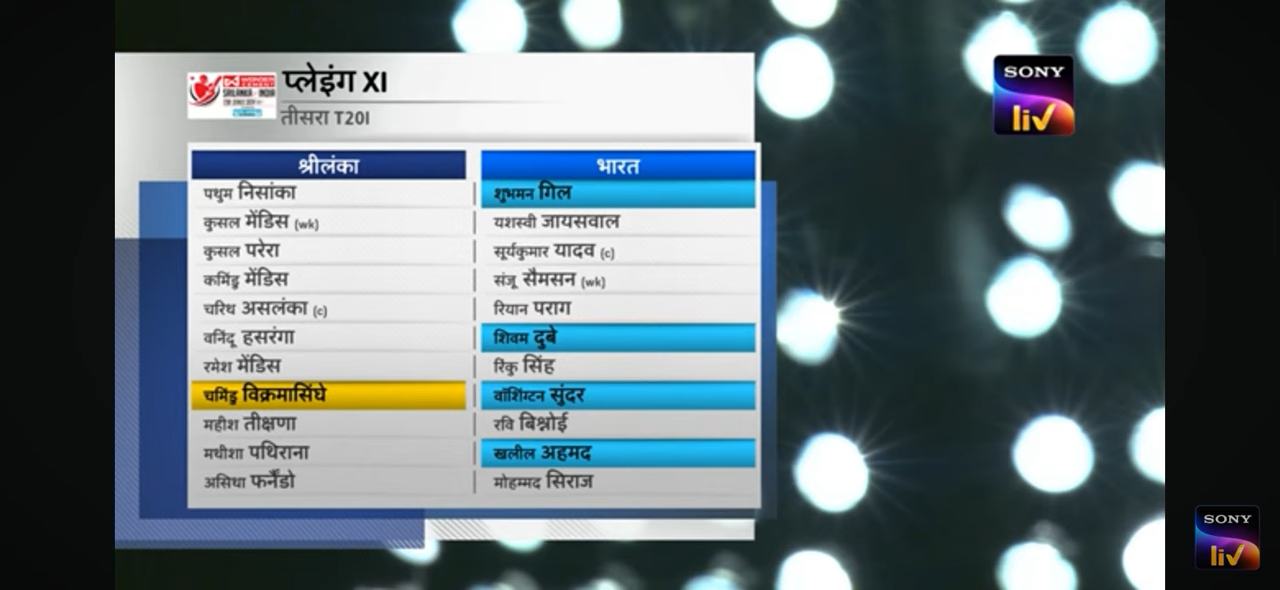 प्लेइंग XI
तीसरा T20I
SONY
liv
श्रीलंका
भारत
पथुम निसांका
शुभमन गिल
कुसल मेंडिस (wk)
यशस्वी जायसवाल
कुसल परेरा
सूर्यकुमार यादव (c)
कमिंडु मेंडिस
संजू सैमसन (wk)
चरिथ असलंका (c)
रियान पराग
वनिंदू हसरंगा
शिवम दुबे
रमेश मेंडिस
रिंकु सिंह
चमिंडु विक्रमासिंघे
वॉशिंग्टन सुंदर
महीश तीक्षणा
रवि बिश्नोई
मथीशा पथिराना
खलील अहमद
असिथा फर्नैंडो
मोहम्मद सिराज
SONY
liv